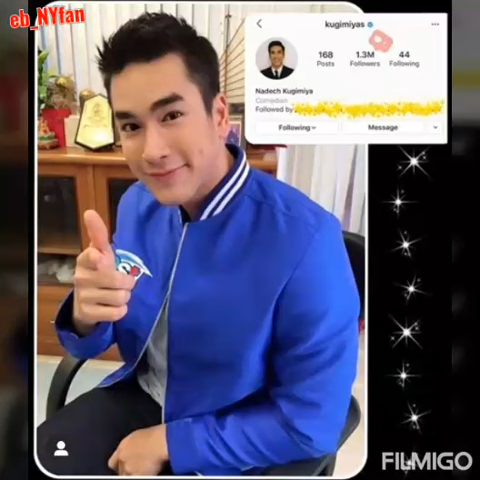 eb_NYfan
kugimiyas
168
1.3M
44
Posts
Followers
Following
Nadech Kugimiya
Comedian
Followed by
Following
Message
FILMIGO